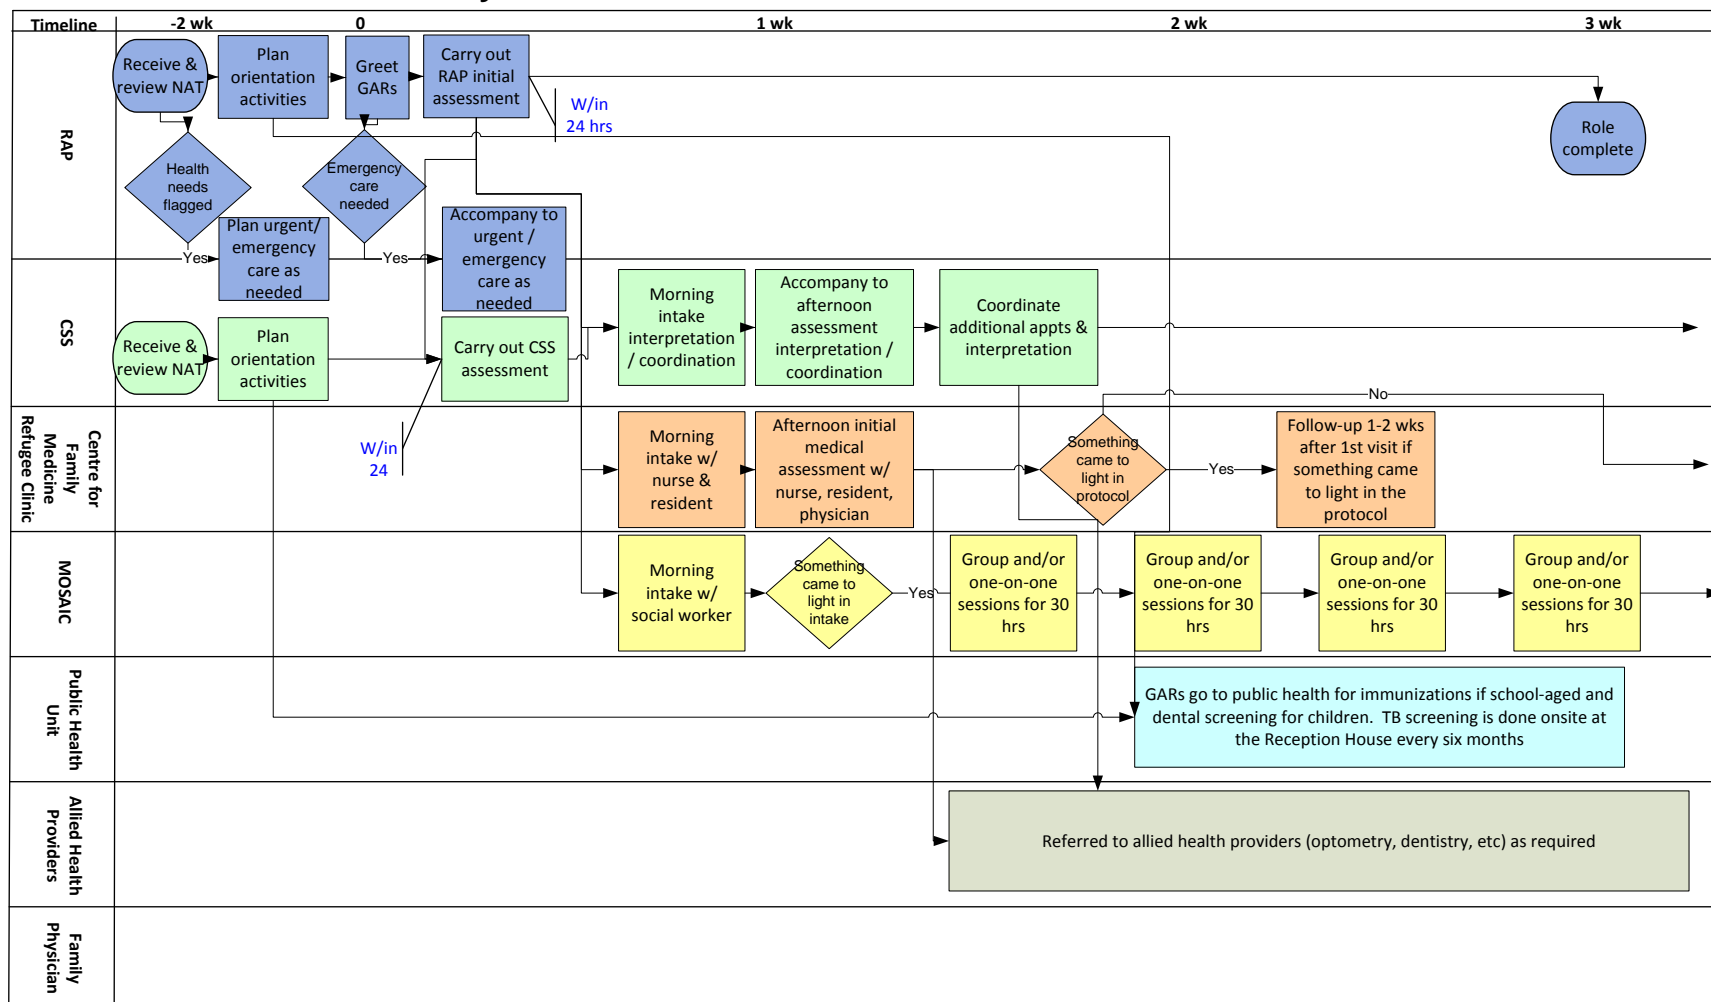 Timeline
-2 wk
0
1 wk
2 wk
3 wk
RAP
Receive &
review NAT
Plan
orientation
activities
Greet
GARs
Carry out
RAP initial
assessment
W/in
24 hrs
Role
complete
Health
needs
flagged
Emergency
care
needed
Yes
Plan urgent/
emergency
care as
needed
Yes
Accompany to
urgent /
emergency
care as
needed
CSS
Receive &
review NAT
Plan
orientation
activities
Carry out CSS
assessment
W/in
24
Morning
intake
interpretation
/ coordination
Accompany to
afternoon
assessment
interpretation /
coordination
Coordinate
additional appts &
interpretation
Centre for
Family
Medicine
Refugee Clinic
Morning
intake w/
nurse &
resident
Afternoon initial
medical
assessment w/
nurse, resident,
physician
Something
came to
light in
protocol
No
Yes
Follow-up 1-2 wks
after 1st visit if
something came
to light in the
protocol
MOSAIC
Morning
intake w/
social worker
Something
came to
light in
intake
Yes
Group and/or
one-on-one
sessions for 30
hrs
Group and/or
one-on-one
sessions for 30
hrs
Group and/or
one-on-one
sessions for 30
hrs
Group and/or
one-on-one
sessions for 30
hrs
Public Health
Unit
GARs go to public health for immunizations if school-aged and
dental screening for children.  TB screening is done onsite at
the Reception House every six months
Allied Health
Providers
Referred to allied health providers (optometry, dentistry, etc) as required
Family
Physician